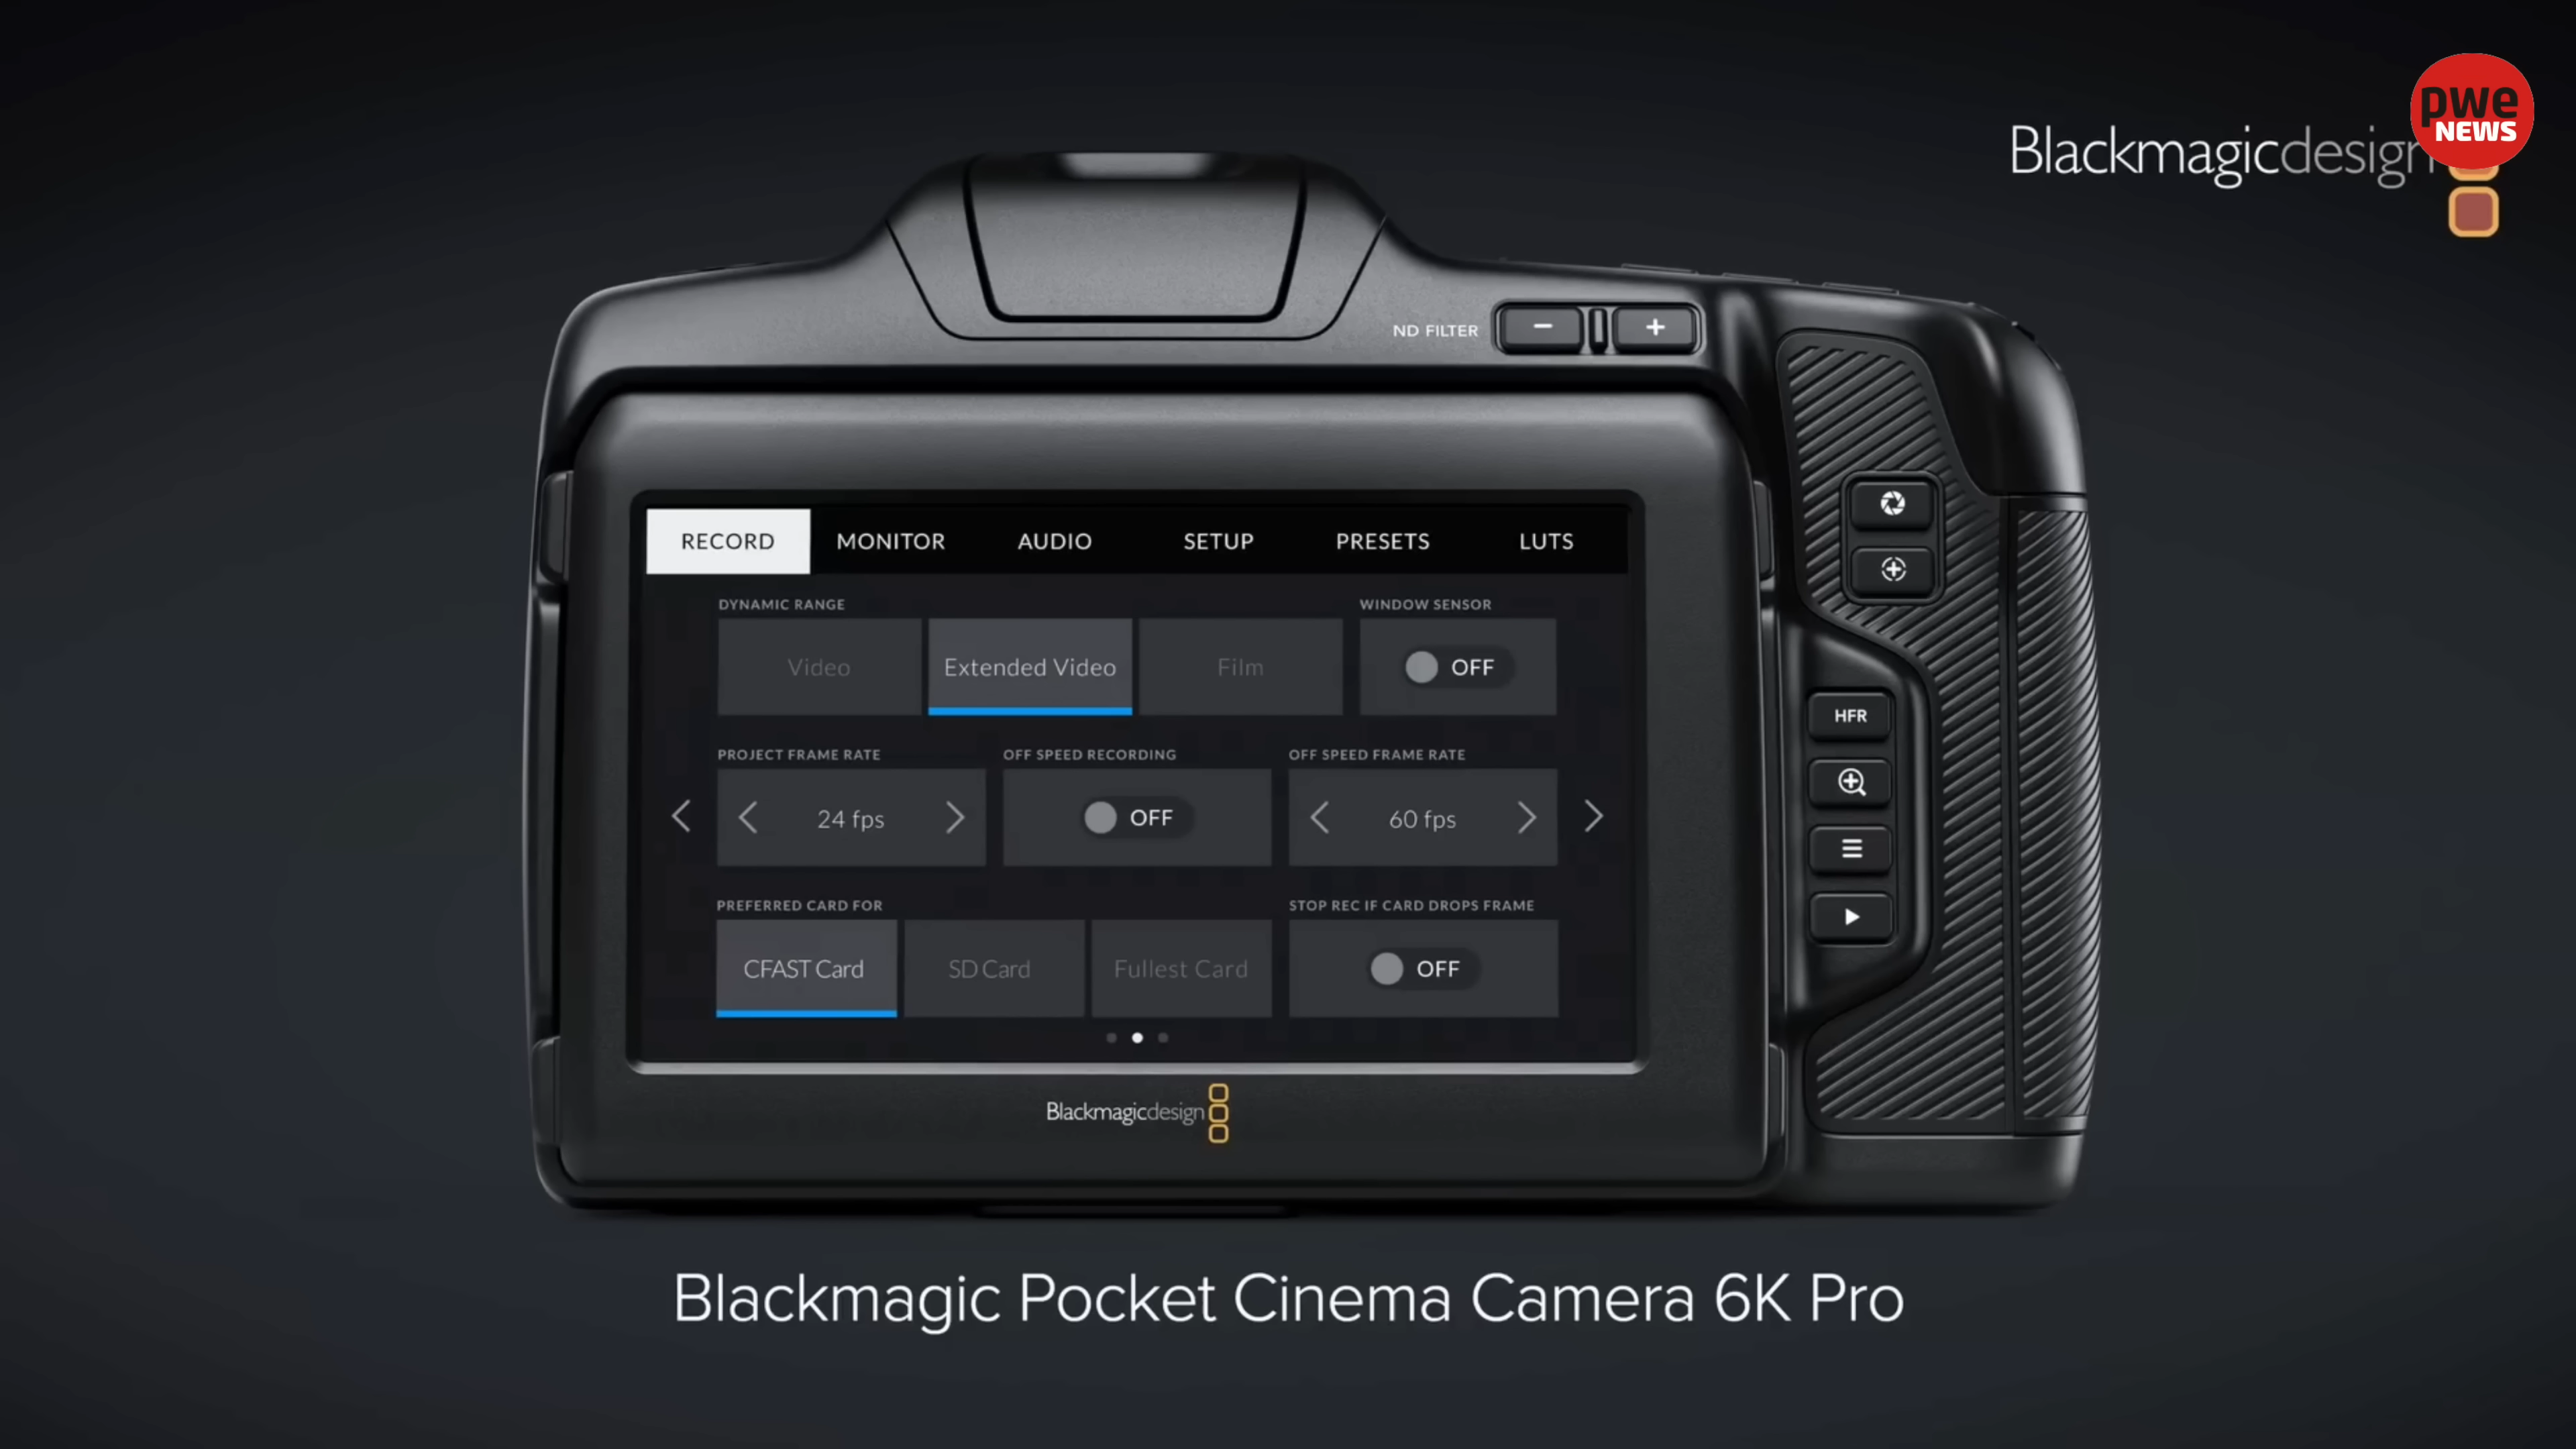 pwe
NEWS
Blackmagicdesign
ND FILTER
RECORD MONITOR AUDIO SETUP PRESETS LUTS
DYNAMIC RANGE WINDOW SENSOR
Video Extended Video Film OFF
PROJECT FRAME RATE OFF SPEED RECORDING OFF SPEED FRAME RATE
24 fps OFF 60 fps
PREFERRED CARD FOR STOP REC IF CARD DROPS FRAME
CFAST Card SD Card Fullest Card OFF
HFR
Blackmagicdesign
Blackmagic Pocket Cinema Camera 6K Pro